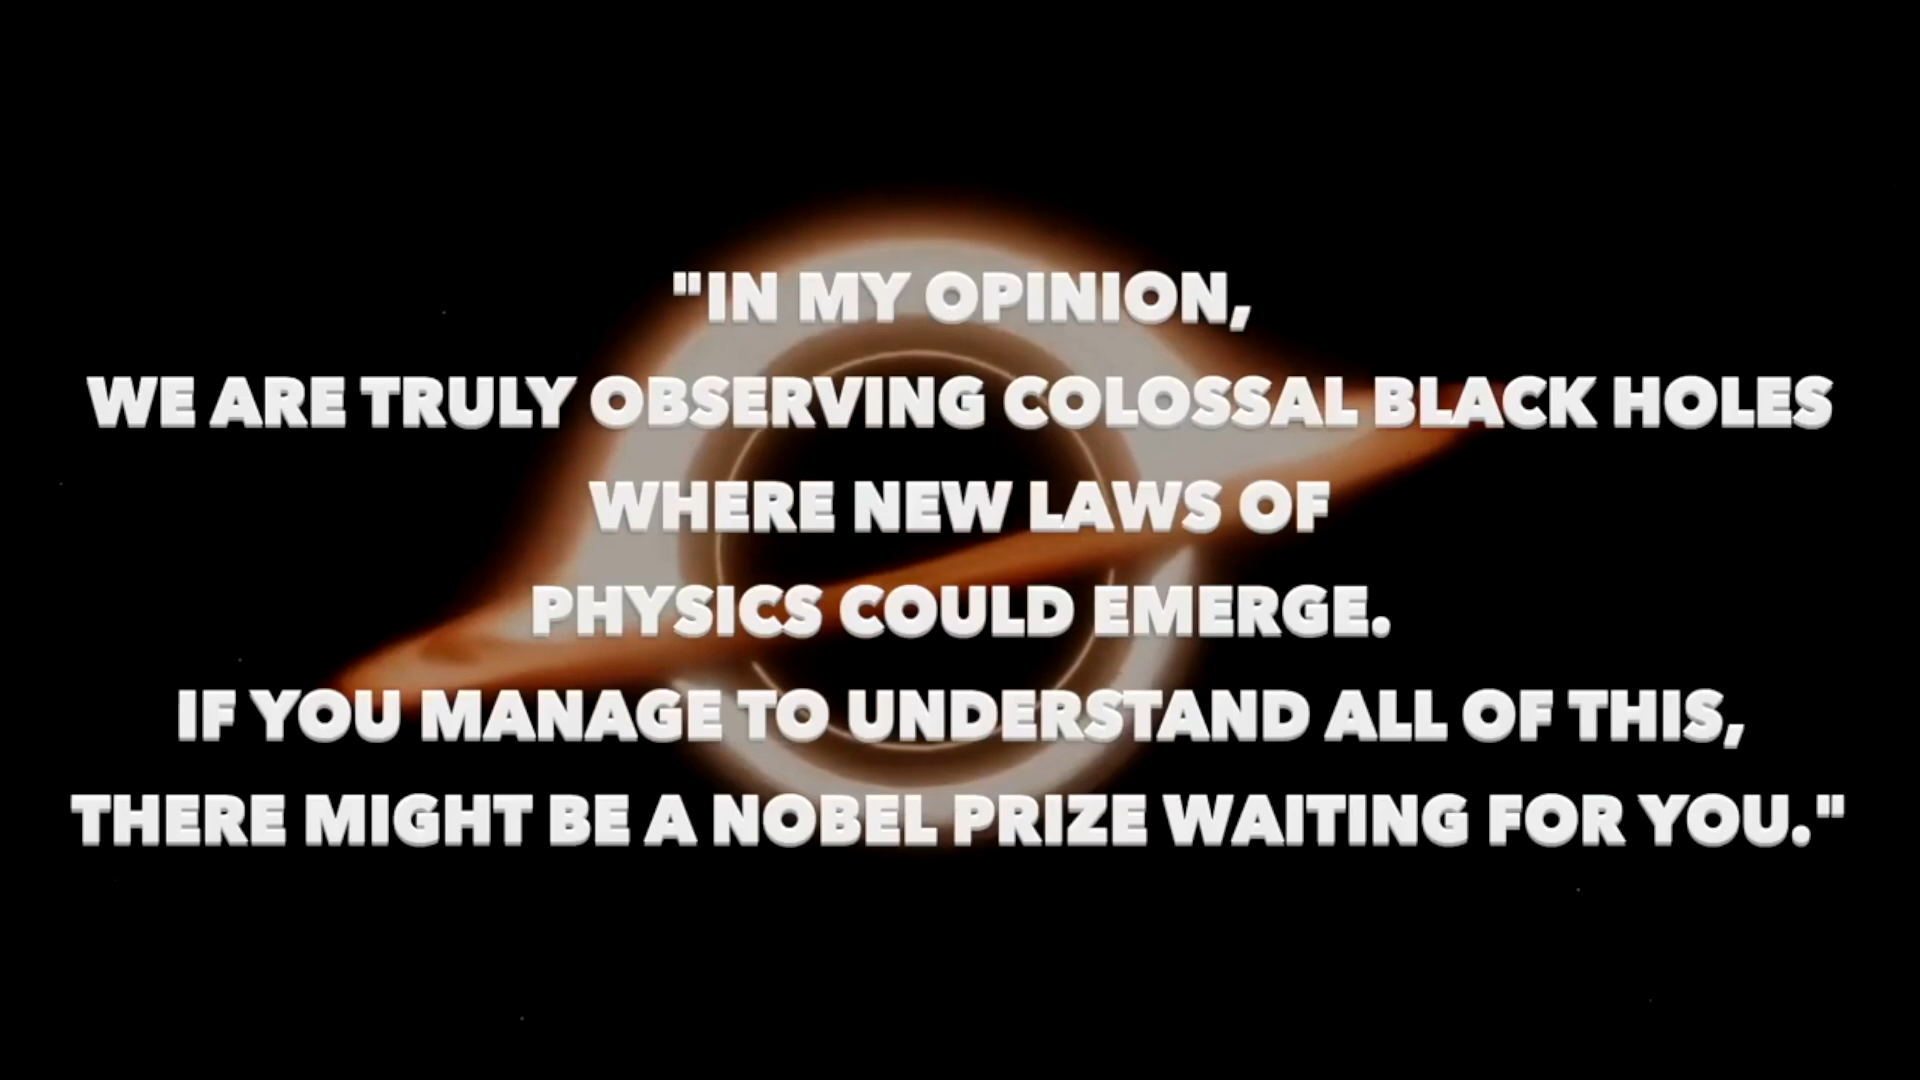 "IN MY OPINION,
WE ARE TRULY OBSERVING COLOSSAL BLACK HOLES
WHERE NEW LAWS OF
PHYSICS COULD EMERGE.
IF YOU MANAGE TO UNDERSTAND ALL OF THIS,
THERE MIGHT BE A NOBEL PRIZE WAITING FOR YOU."